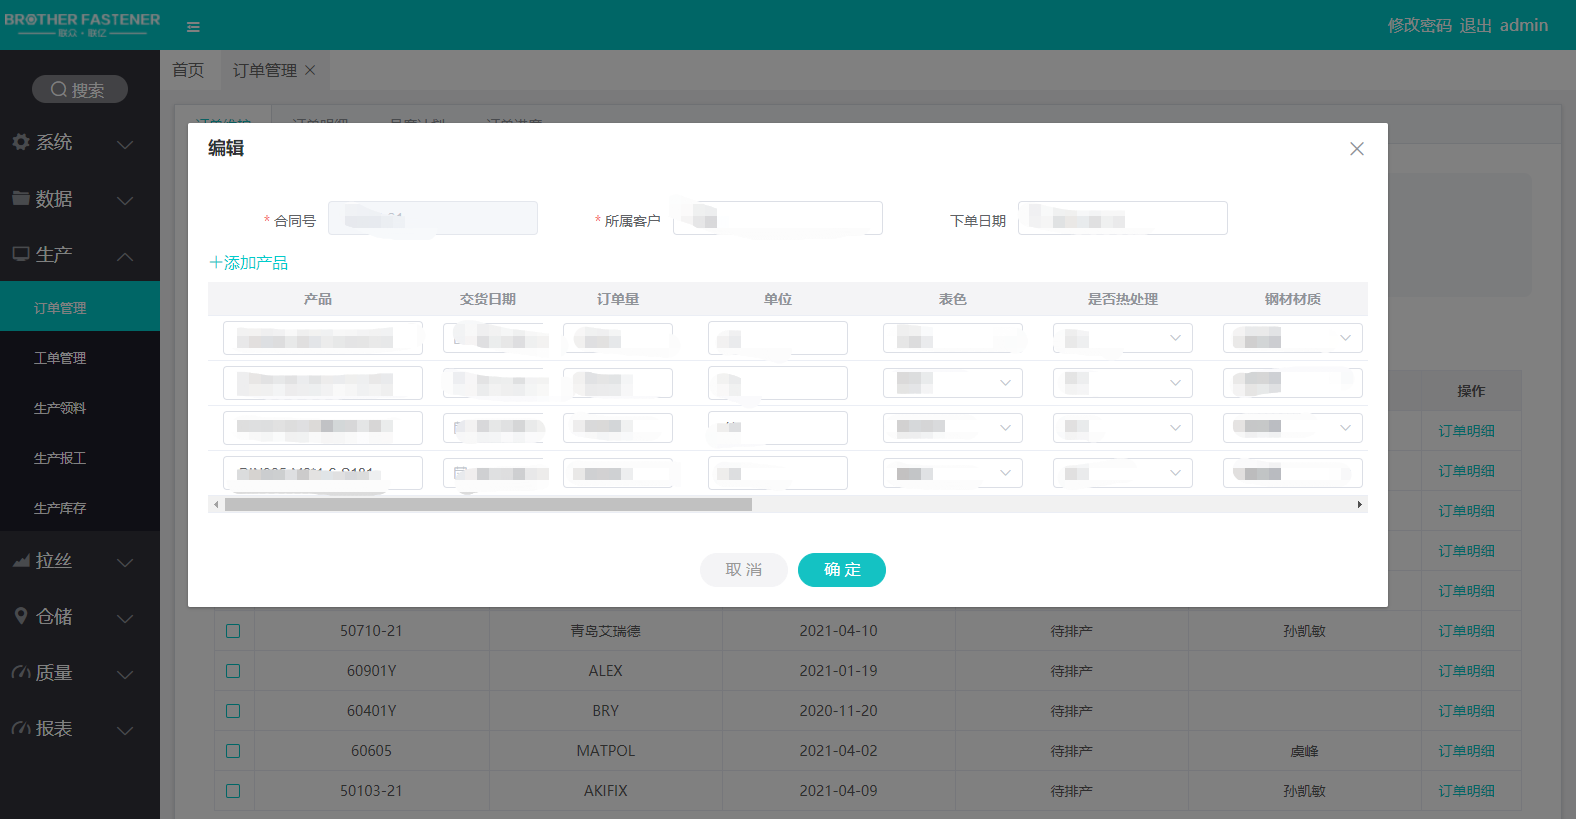 BROTHER FASTENER
联众·联亿
修改密码 退出 admin
搜索
首页
订单管理
系统
数据
生产
订单管理
工单管理
生产领料
生产报工
生产库存
拉丝
仓储
质量
报表
编辑
* 合同号
* 所属客户
下单日期
添加产品
产品 交货日期 订单量 单位 表色 是否热处理 钢材材质
取消
确定
操作
订单明细
订单明细
订单明细
订单明细
订单明细
50710-21 青岛艾瑞德 2021-04-10 待排产 孙凯敏 订单明细
60901Y ALEX 2021-01-19 待排产 订单明细
60401Y BRY 2020-11-20 待排产 订单明细
60605 MATPOL 2021-04-02 待排产 虞峰 订单明细
50103-21 AKIFIX 2021-04-09 待排产 孙凯敏 订单明细